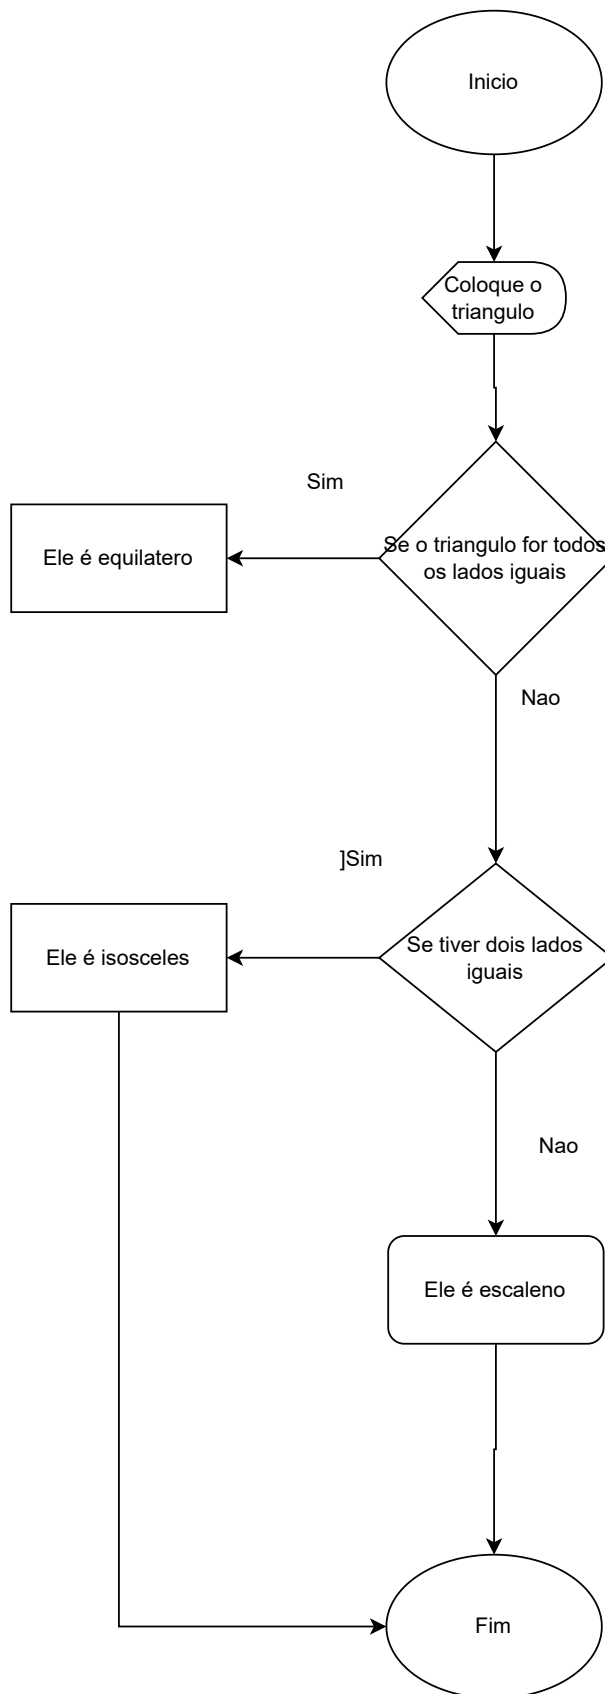 Inicio
Coloque o
triangulo
Sim
Se o triangulo for todos
os lados iguais
Ele é equilatero
Nao
]Sim
Se tiver dois lados
iguais
Ele é isosceles
Nao
Ele é escaleno
Fim